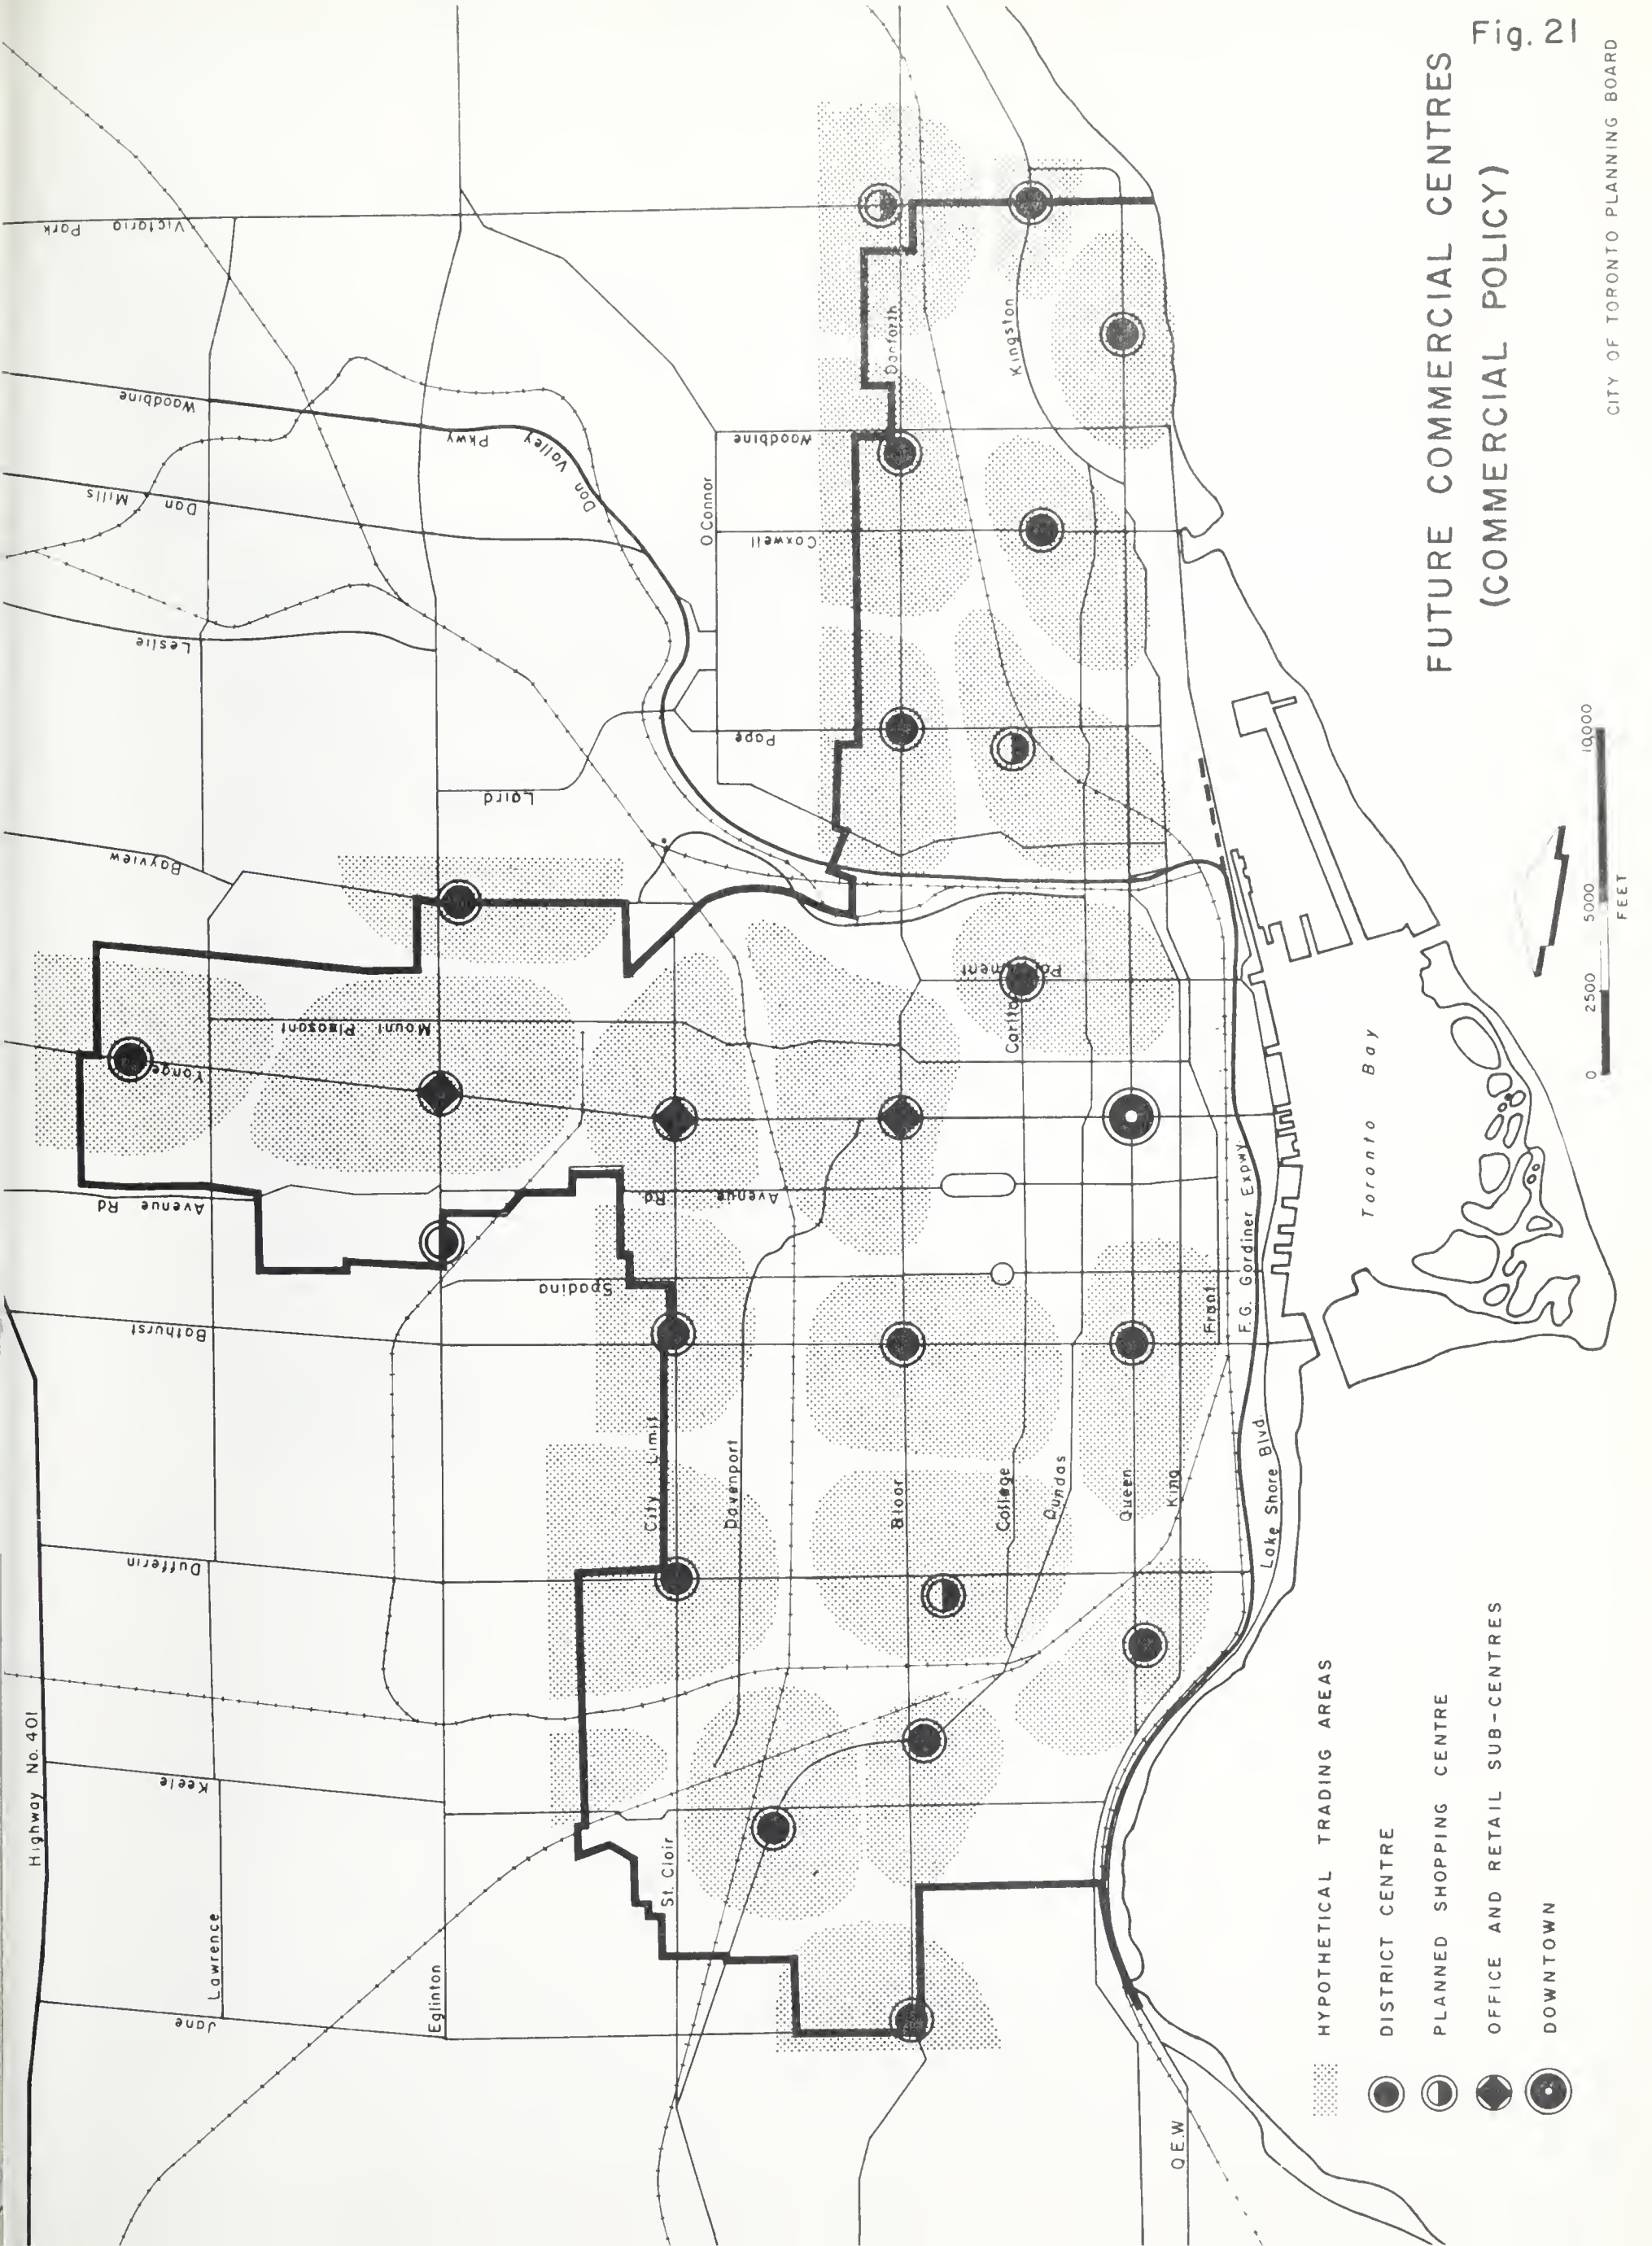 Highway No. 401
Jane
Keele
Dufferin
Bathurst
Avenue Rd
Yonge
Mount Pleasant
Bayview
Leslie
Don Mills
Woodbine
Victoria Park
Lawrence
Eglinton
Spadina
Laird
Don Valley Pkwy
St. Clair
City Limit
Avenue Rd.
O Connor
Davenport
Pape
Coxwell
Woodbine
Bloor
Danforth
College
Carlton
Parliament
Kingston
Dundas
Queen
King
Front
Q.E.W
F.G. Gardiner Expwy
Lake Shore Blvd
Toronto Bay
HYPOTHETICAL TRADING AREAS
DISTRICT CENTRE
PLANNED SHOPPING CENTRE
OFFICE AND RETAIL SUB-CENTRES
DOWNTOWN
0 2500 5000 10,000
FEET
FUTURE COMMERCIAL CENTRES
(COMMERCIAL POLICY)
Fig. 21
CITY OF TORONTO PLANNING BOARD